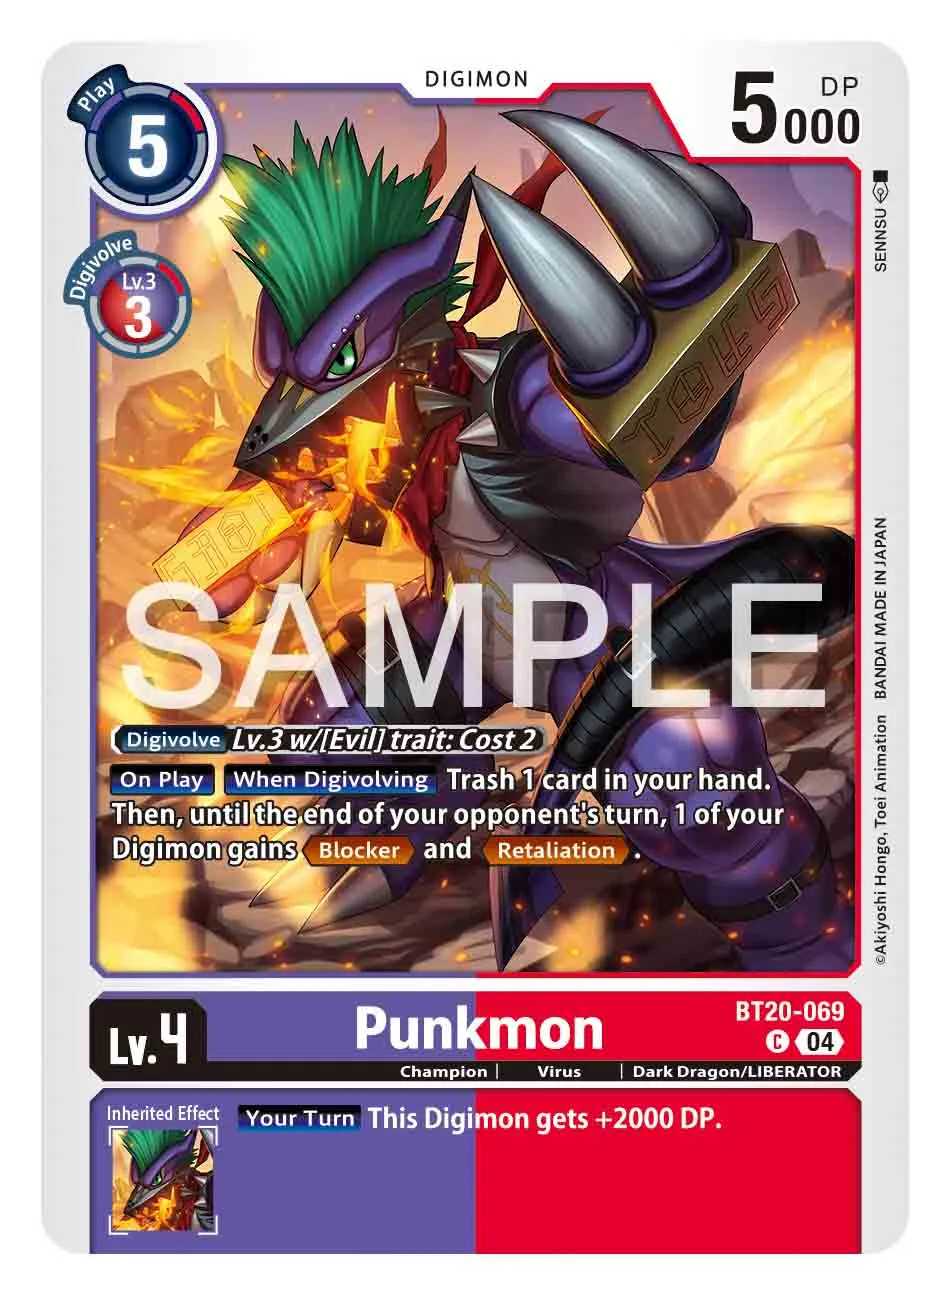 DIGIMON
Play
5
DP
5000
Digivolve
Lv.3
3
SENNSU
SAMPLE
Digivolve Lv.3 w/[Evil] trait: Cost 2
On Play When Digivolving Trash 1 card in your hand.
Then, until the end of your opponent's turn, 1 of your
Digimon gains Blocker and Retaliation .
©Akiyoshi Hongo, Toei Animation BANDAI MADE IN JAPAN
Lv.4
Punkmon
BT20-069
C 04
Champion | Virus | Dark Dragon/LIBERATOR
Inherited Effect
Your Turn This Digimon gets +2000 DP.